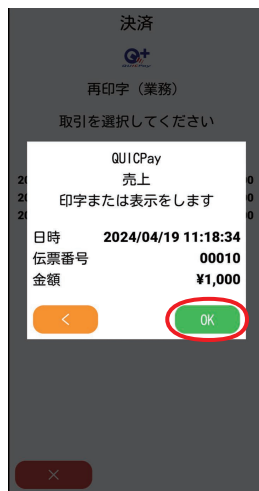 決済
再印字（業務）
取引を選択してください
QUICPay
売上
印字または表示をします
日時 2024/04/19 11:18:34
伝票番号 00010
金額 ¥1,000
< OK
×